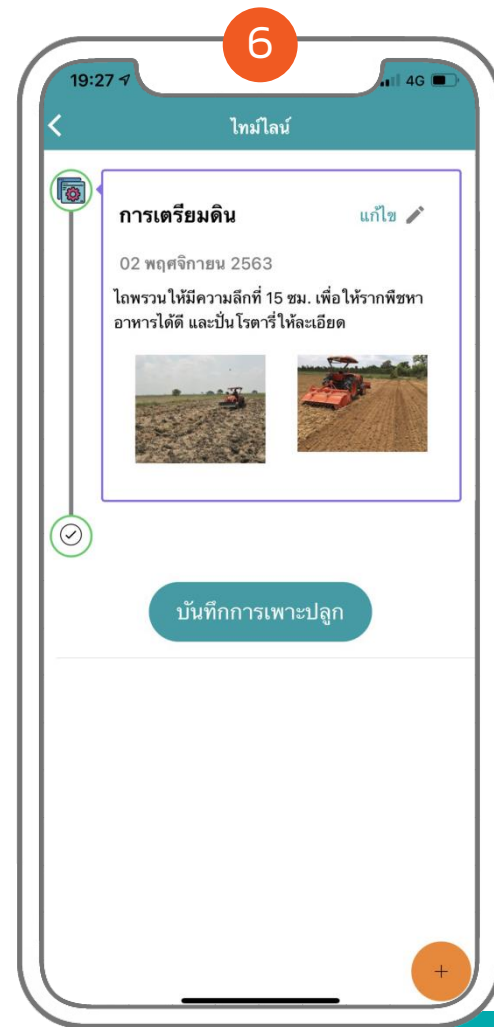 6
19:27
4G
ไทม์ไลน์
การเตรียมดิน
แก้ไข
02 พฤศจิกายน 2563
ไถพรวนให้มีความลึกที่ 15 ซม. เพื่อให้รากพืชหา
อาหารได้ดี และปั่นโรตารี่ให้ละเอียด
บันทึกการเพาะปลูก
+